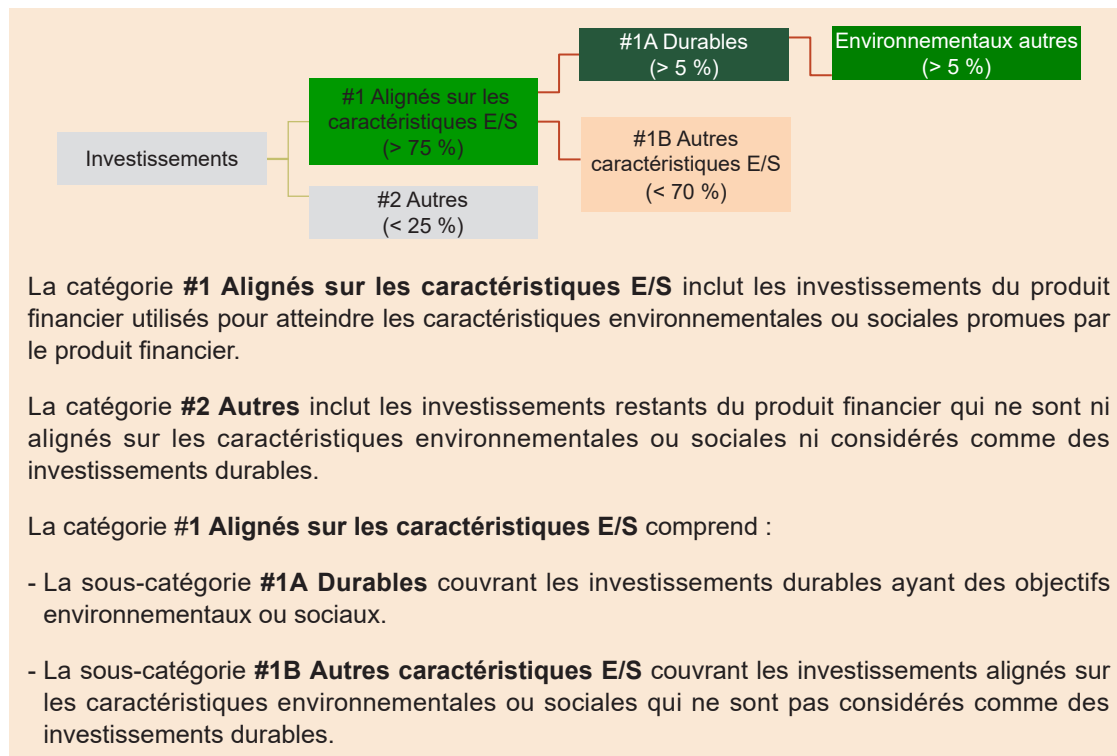 #1A Durables
(> 5 %)
Environnementaux autres
(> 5 %)
#1 Alignés sur les
caractéristiques E/S
(> 75 %)
#1B Autres
caractéristiques E/S
(< 70 %)
Investissements
#2 Autres
(< 25 %)
La catégorie #1 Alignés sur les caractéristiques E/S inclut les investissements du produit
financier utilisés pour atteindre les caractéristiques environnementales ou sociales promues par
le produit financier.
La catégorie #2 Autres inclut les investissements restants du produit financier qui ne sont ni
alignés sur les caractéristiques environnementales ou sociales ni considérés comme des
investissements durables.
La catégorie #1 Alignés sur les caractéristiques E/S comprend :
- La sous-catégorie #1A Durables couvrant les investissements durables ayant des objectifs
environnementaux ou sociaux.
- La sous-catégorie #1B Autres caractéristiques E/S couvrant les investissements alignés sur
les caractéristiques environnementales ou sociales qui ne sont pas considérés comme des
investissements durables.